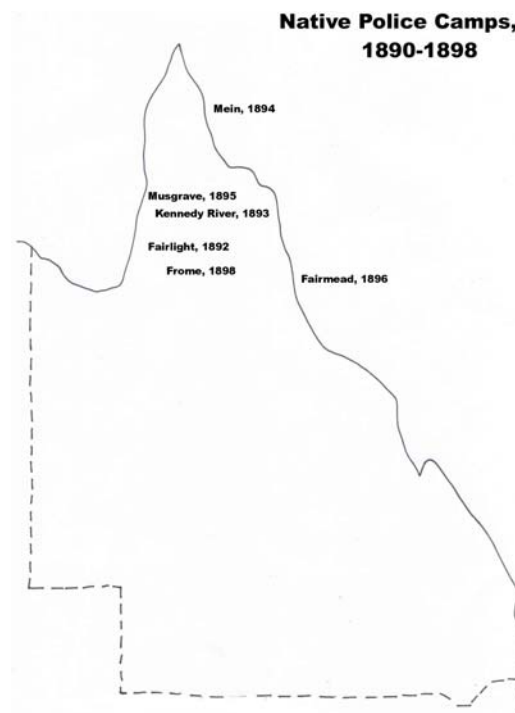 Native Police Camps,
1890-1898
Mein, 1894
Musgrave, 1895
Kennedy River, 1893
Fairlight, 1892
Frome, 1898
Fairmead, 1896